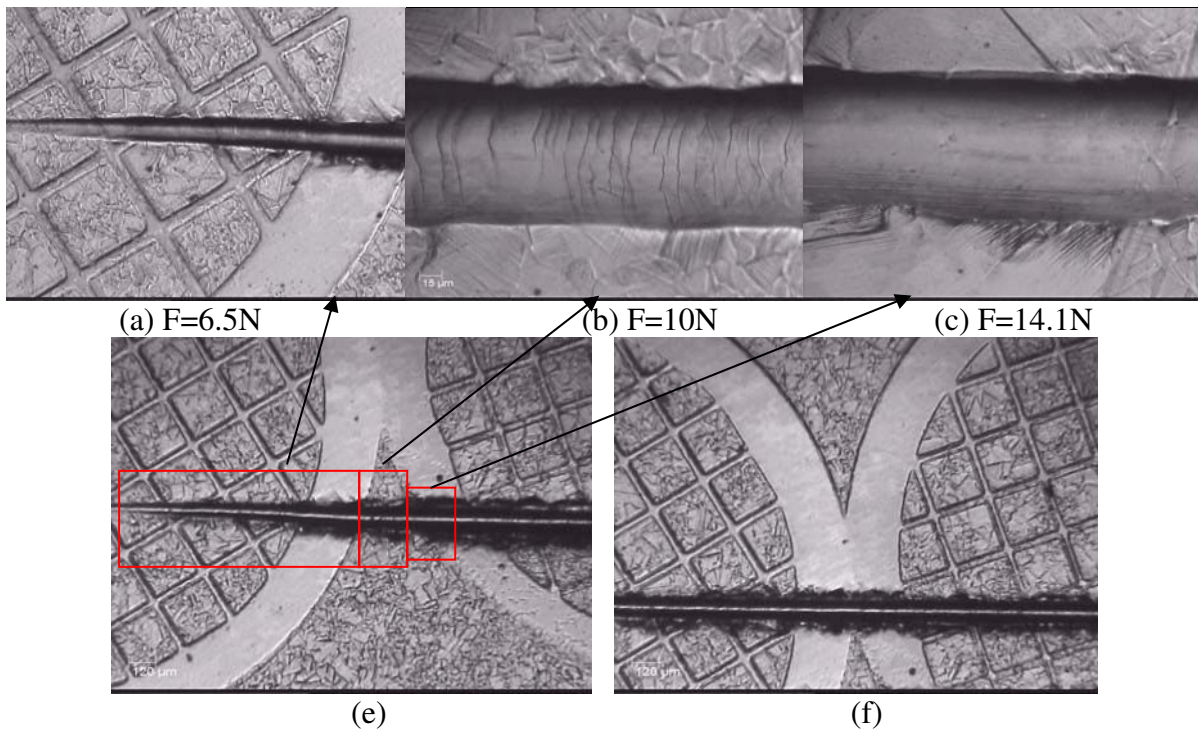 15 µm
(a) F=6.5N
(b) F=10N
(c) F=14.1N
120 µm
120 µm
(e)
(f)